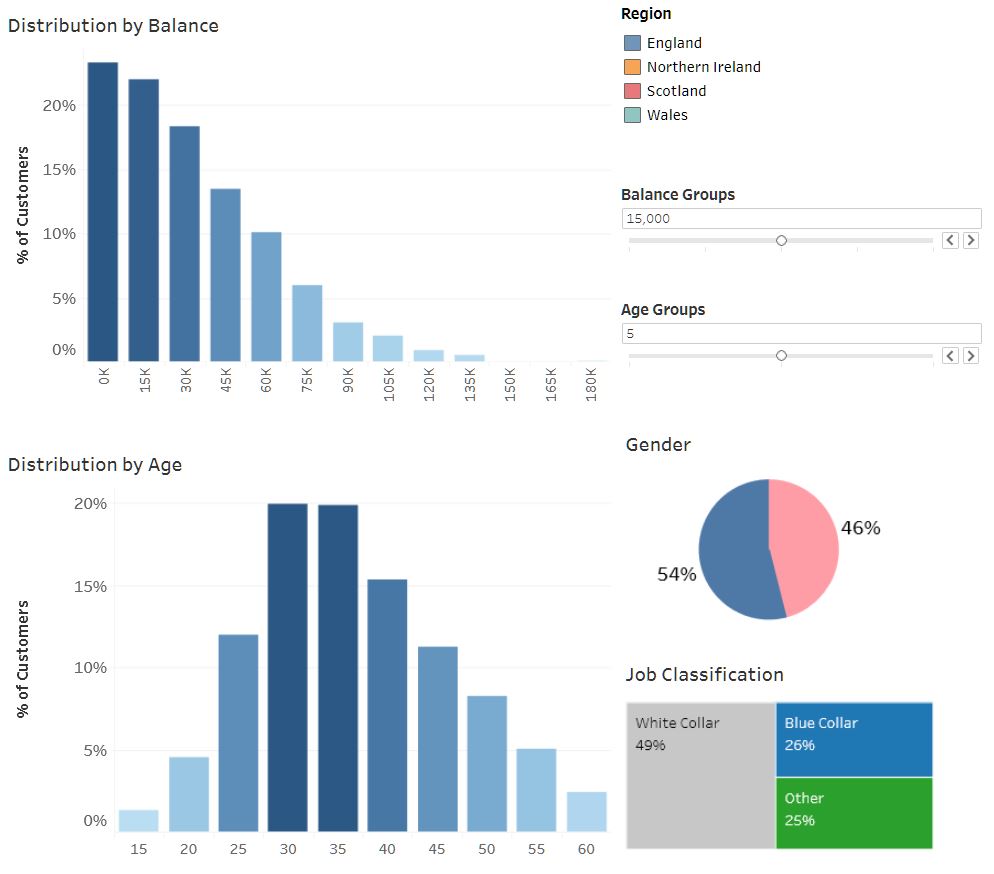 Distribution by Balance
% of Customers
20%
15%
10%
5%
0%
0K
15K
30K
45K
60K
75K
90K
105K
120K
135K
150K
165K
180K
Region
England
Northern Ireland
Scotland
Wales
Balance Groups
15,000
Age Groups
5
Distribution by Age
% of Customers
20%
15%
10%
5%
0%
15 20 25 30 35 40 45 50 55 60
Gender
46%
54%
Job Classification
White Collar
49%
Blue Collar
26%
Other
25%